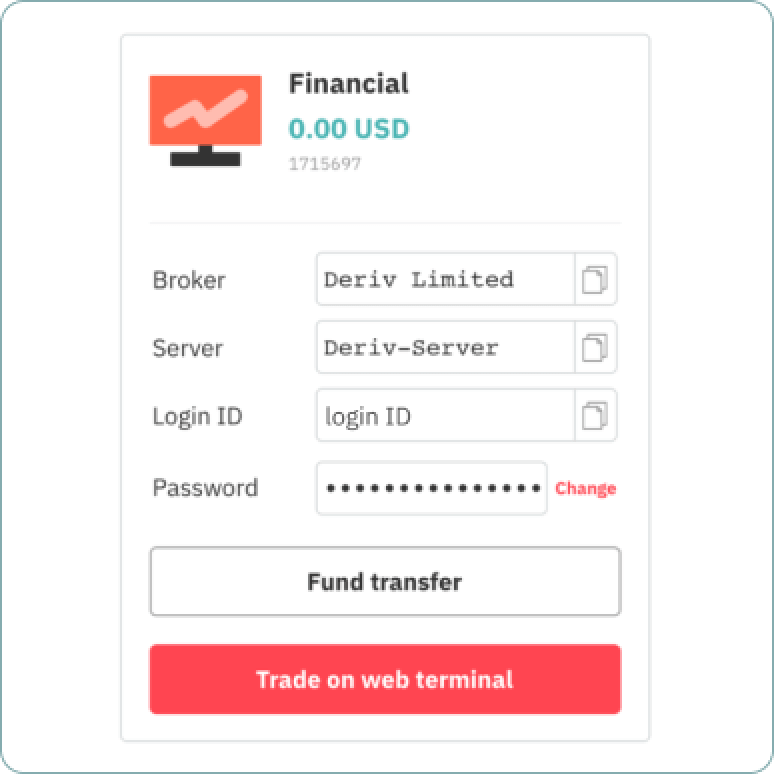 Financial
0.00 USD
1715697
Broker
Deriv Limited
Server
Deriv-Server
Login ID
login ID
Password
••••••••••••••• Change
Fund transfer
Trade on web terminal